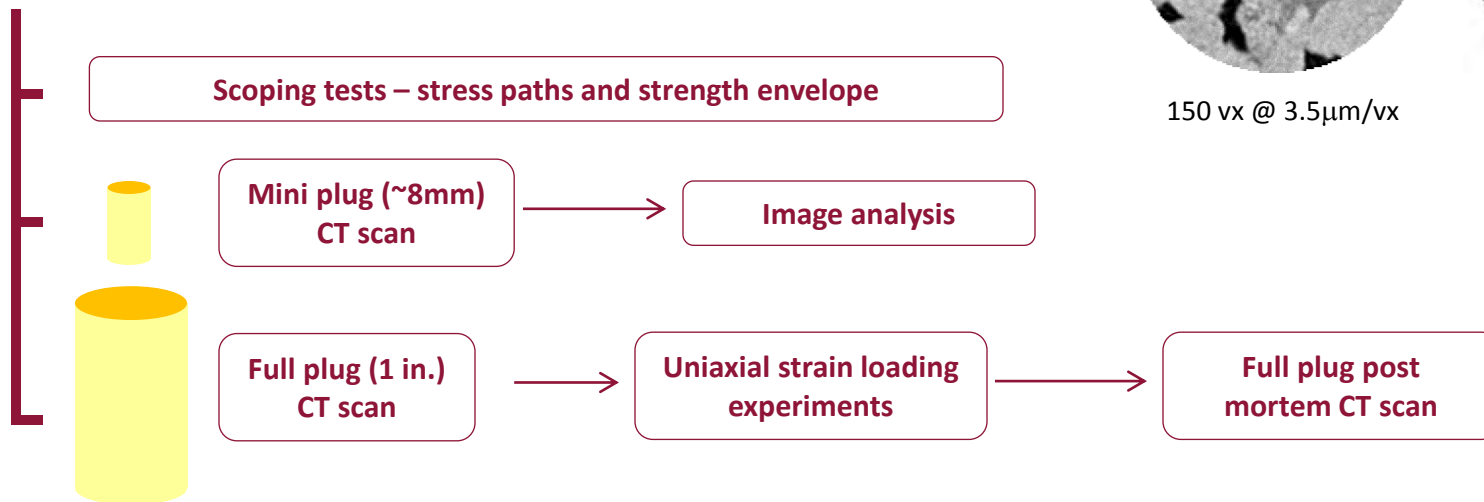 Scoping tests – stress paths and strength envelope
150 vx @ 3.5μm/vx
Mini plug (~8mm)
CT scan
Image analysis
Full plug (1 in.)
CT scan
Uniaxial strain loading
experiments
Full plug post
mortem CT scan